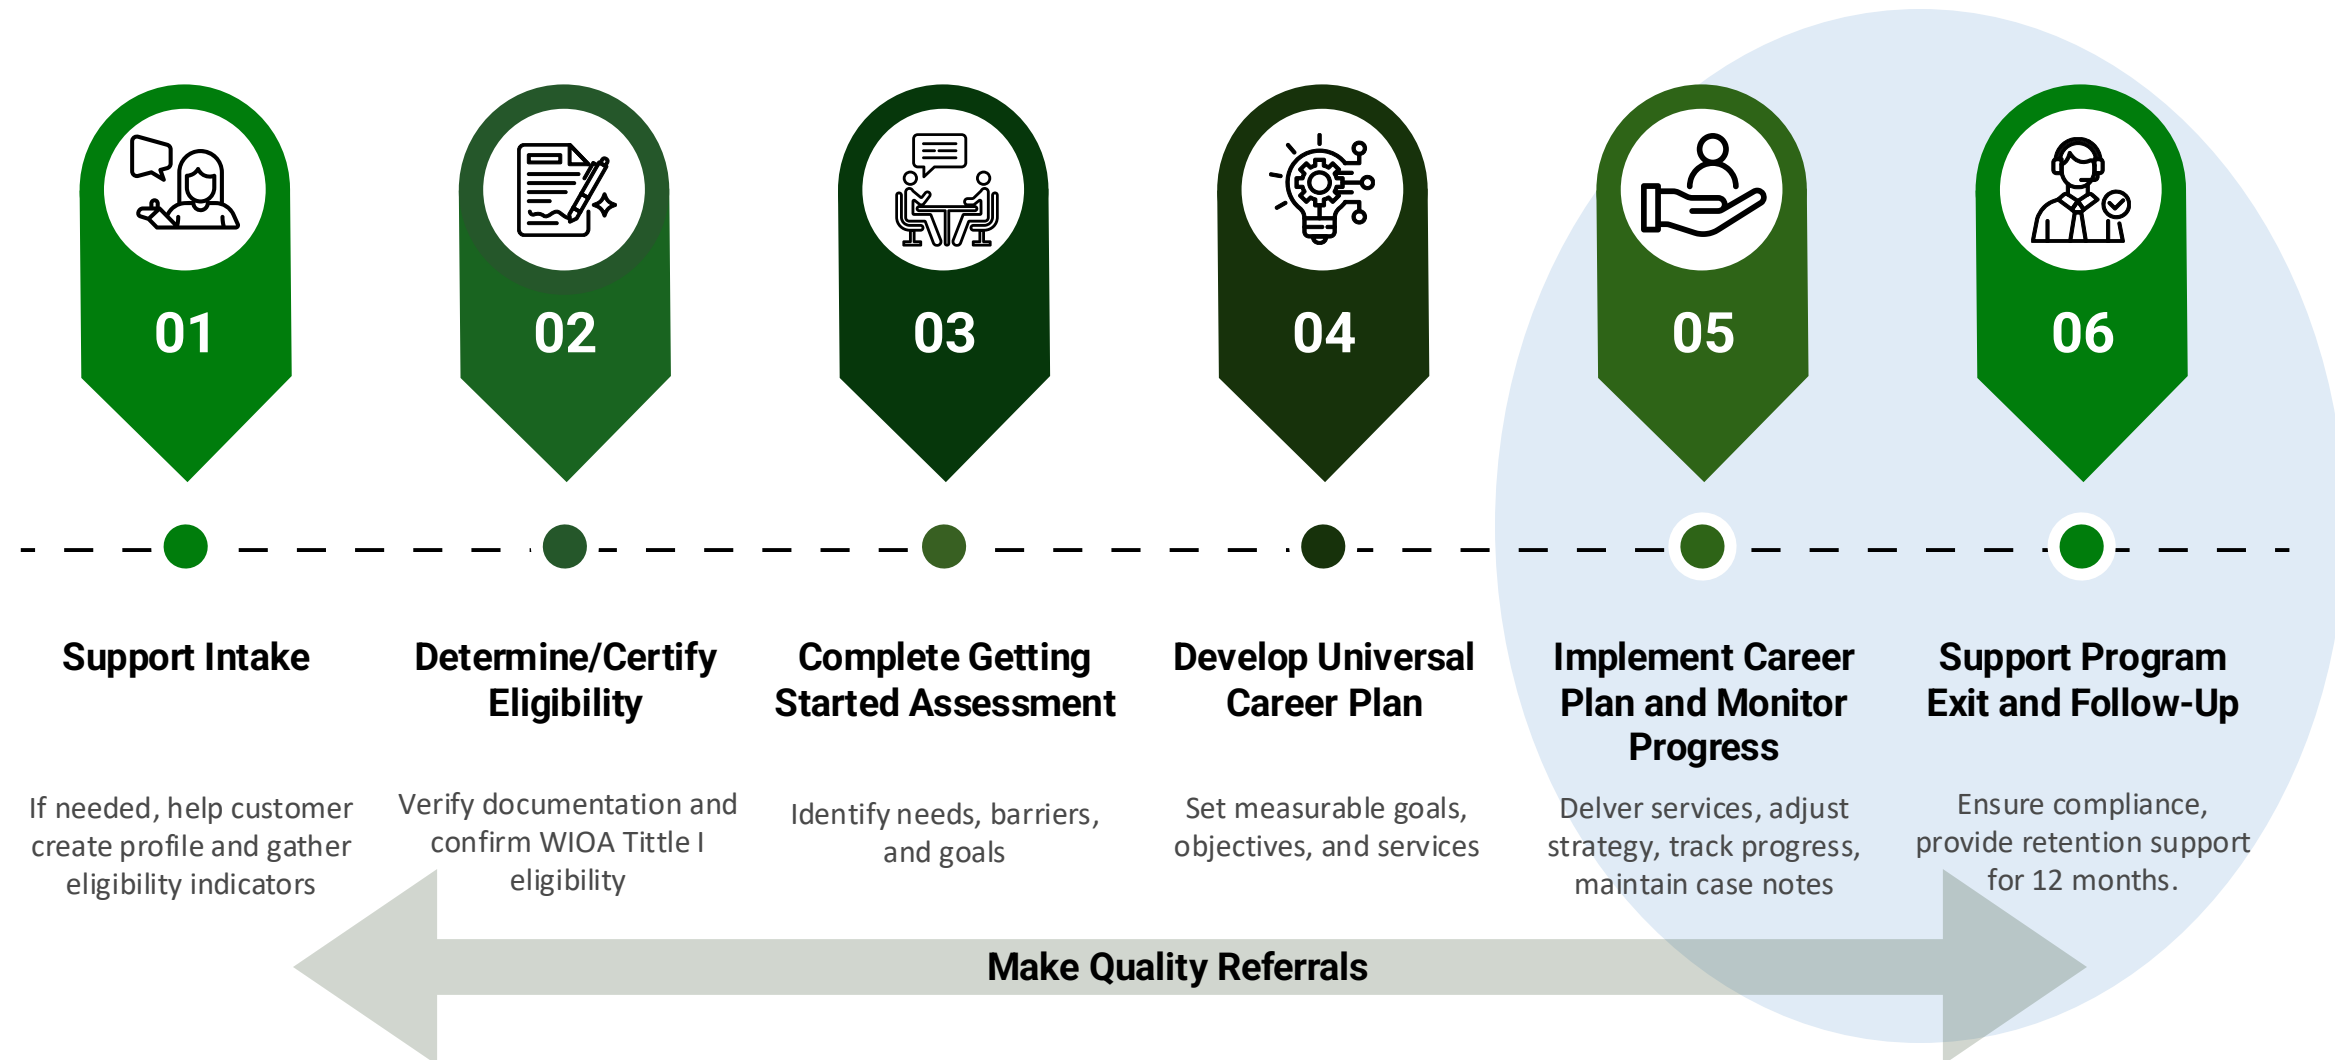 01
02
03
04
05
06
Support Intake
If needed, help customer
create profile and gather
eligibility indicators
Determine/Certify
Eligibility
Verify documentation and
confirm WIOA Tittle I
eligibility
Complete Getting
Started Assessment
Identify needs, barriers,
and goals
Develop Universal
Career Plan
Set measurable goals,
objectives, and services
Implement Career
Plan and Monitor
Progress
Delver services, adjust
strategy, track progress,
maintain case notes
Support Program
Exit and Follow-Up
Ensure compliance,
provide retention support
for 12 months.
Make Quality Referrals